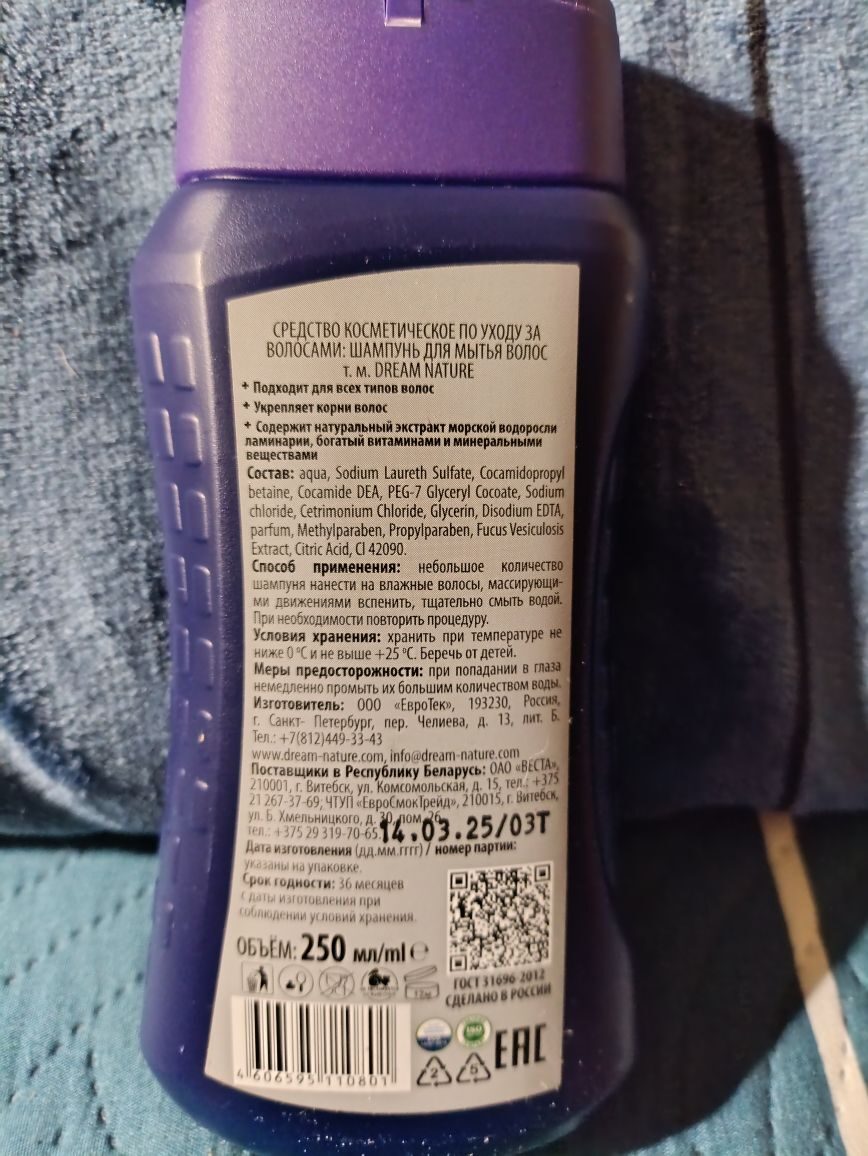 СРЕДСТВО КОСМЕТИЧЕСКОЕ ПО УХОДУ ЗА
ВОЛОСАМИ: ШАМПУНЬ ДЛЯ МЫТЬЯ ВОЛОС
т. м. DREAM NATURE
+ Подходит для всех типов волос
+ Укрепляет корни волос
+ Содержит натуральный экстракт морской водоросли
ламинарии, богатый витаминами и минеральными
веществами
Состав: aqua, Sodium Laureth Sulfate, Cocamidopropyl
betaine, Cocamide DEA, PEG-7 Glyceryl Cocoate, Sodium
chloride, Cetrimonium Chloride, Glycerin, Disodium EDTA,
parfum, Methylparaben, Propylparaben, Fucus Vesiculosis
Extract, Citric Acid, Cl 42090.
Способ применения: небольшое количество
шампуня нанести на влажные волосы, массирующи-
ми движениями вспенить, тщательно смыть водой.
При необходимости повторить процедуру.
Условия хранения: хранить при температуре не
ниже 0 °С и не выше +25 °С. Беречь от детей.
Меры предосторожности: при попадании в глаза
немедленно промыть их большим количеством воды.
Изготовитель: ООО «ЕвроТек», 193230, Россия,
г. Санкт- Петербург, пер. Челиева, д. 13, лит. Б.
Тел.: +7(812)449-33-43
www.dream-nature.com, info@dream-nature.com
Поставщики в Республику Беларусь: ОАО «ВЕСТА»,
210001, г. Витебск, ул. Комсомольская, д. 15, тел.: +375
21 267-37-69; ЧТУП «ЕвроСмокТрейд», 210015, г. Витебск,
ул. Б. Хмельницкого, д. 30, пом. 26,
тел.: +375 29 319-70-65.
14.03.25/03T
Дата изготовления (дд.мм.гггг) / номер партии:
указаны на упаковке.
Срок годности: 36 месяцев
с даты изготовления при
соблюдении условий хранения.
ОБЪЁМ: 250 мл/ml ℮
12м
ГОСТ 31696-2012
СДЕЛАНО В РОССИИ
4 606595 110801
ISO
EAC
2 5